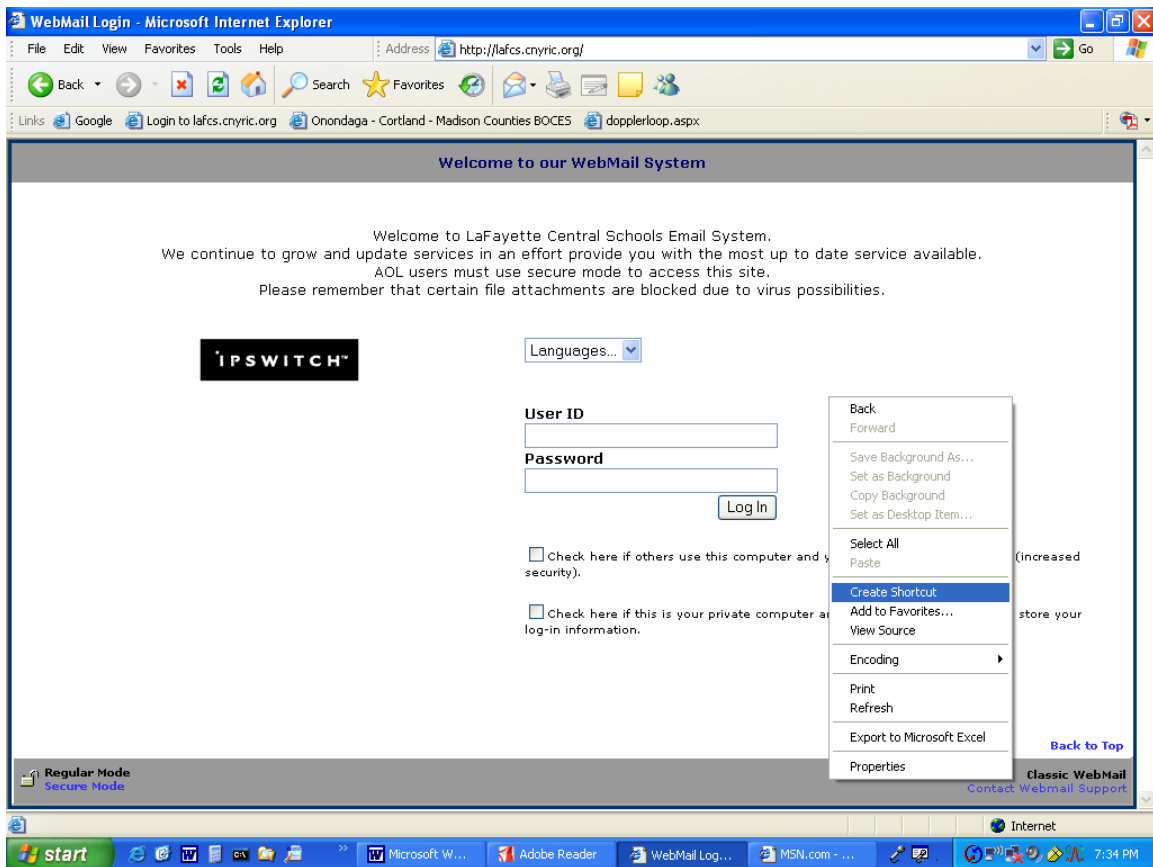 WebMail Login - Microsoft Internet Explorer
File Edit View Favorites Tools Help Address http://lafcs.cnyric.org/ Go
Back Search Favorites
Links Google Login to lafcs.cnyric.org Onondaga - Cortland - Madison Counties BOCES dopplerloop.aspx
Welcome to our WebMail System
Welcome to LaFayette Central Schools Email System.
We continue to grow and update services in an effort provide you with the most up to date service available.
AOL users must use secure mode to access this site.
Please remember that certain file attachments are blocked due to virus possibilities.
IPSWITCH™
Languages...
User ID
Password
Log In
Check here if others use this computer and y (increased
security).
Check here if this is your private computer a store your
log-in information.
Back
Forward
Save Background As...
Set as Background
Copy Background
Set as Desktop Item...
Select All
Paste
Create Shortcut
Add to Favorites...
View Source
Encoding
Print
Refresh
Export to Microsoft Excel
Properties
Back to Top
Regular Mode
Secure Mode
Classic WebMail
Contact Webmail Support
Internet
start Microsoft W... Adobe Reader WebMail Log... MSN.com - ... 7:34 PM